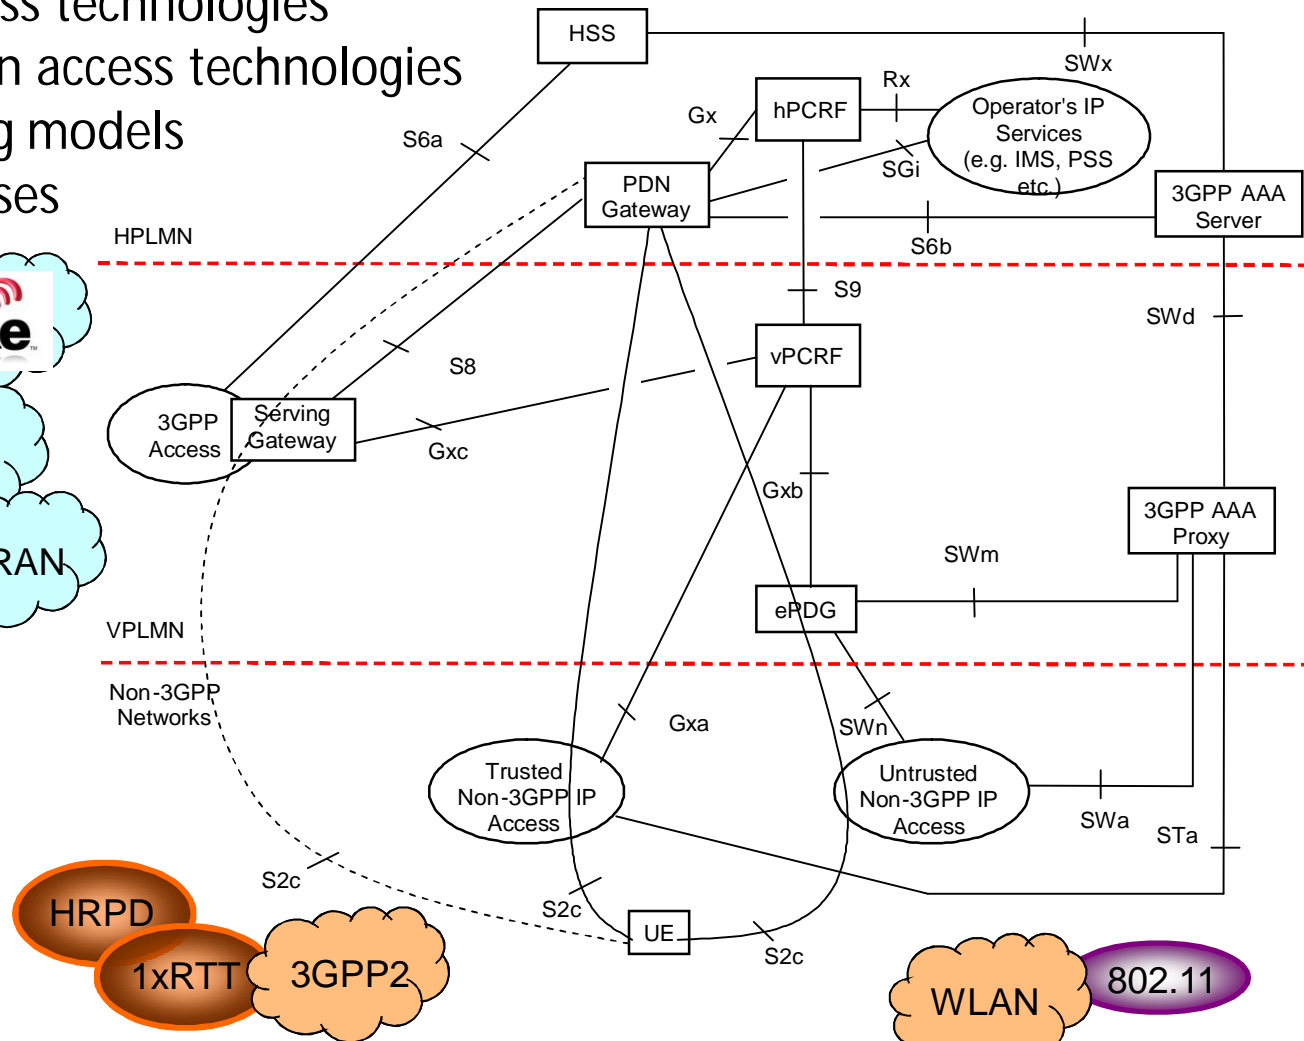 ss technologies
n access technologies
g models
ses
HSS
SWx
hPCRF
Rx
Operator's IP
Services
(e.g. IMS, PSS
etc.)
Gx
S6a
SGi
PDN
Gateway
3GPP AAA
Server
HPLMN
S6b
S9
SWd
e
TM
vPCRF
S8
3GPP
Access
Serving
Gateway
Gxc
Gxb
3GPP AAA
Proxy
RAN
SWm
ePDG
VPLMN
Non-3GPP
Networks
Gxa
SWn
Trusted
Non-3GPP IP
Access
Untrusted
Non-3GPP IP
Access
SWa
STa
S2c
S2c
UE
S2c
HRPD
1xRTT
3GPP2
WLAN
802.11